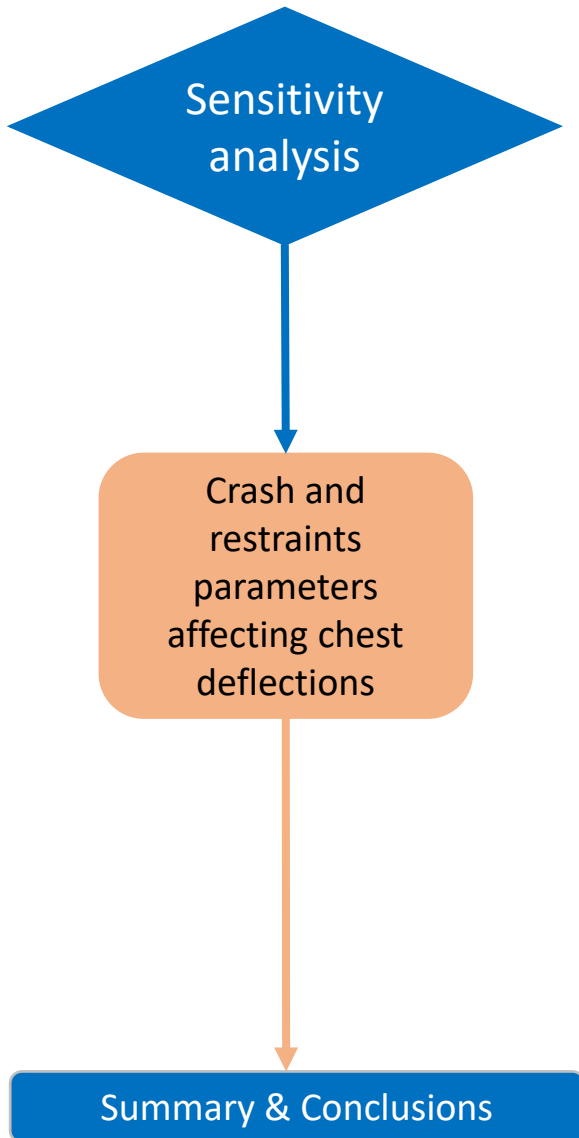 Sensitivity
analysis
Crash and
restraints
parameters
affecting chest
deflections
Summary & Conclusions